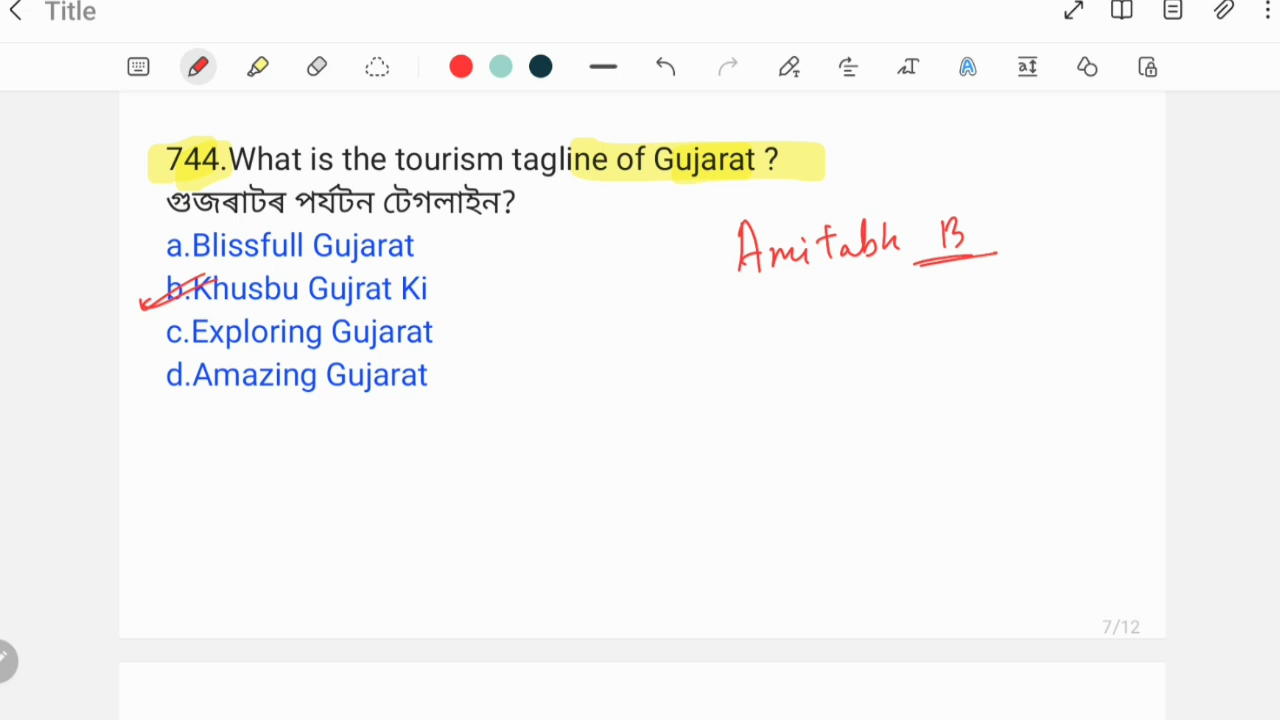 Title
744.What is the tourism tagline of Gujarat ?
গুজৰাটৰ পৰ্যটন টেগলাইন?
a.Blissfull Gujarat
Amitabh B
b.Khusbu Gujrat Ki
c.Exploring Gujarat
d.Amazing Gujarat
7/12